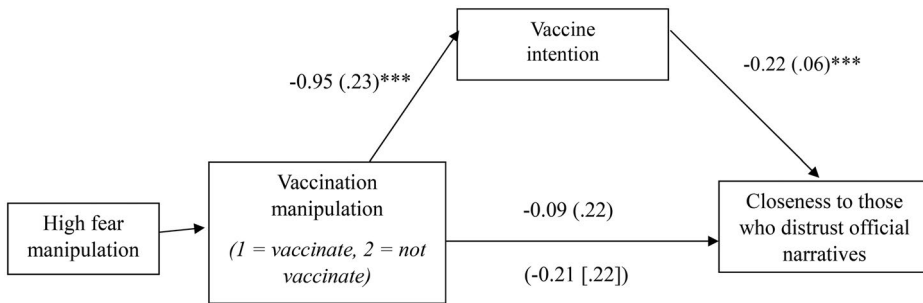 Vaccine
intention
-0.95 (.23)***
-0.22 (.06)***
High fear
manipulation
Vaccination
manipulation
(1 = vaccinate, 2 = not
vaccinate)
-0.09 (.22)
(-0.21 [.22])
Closeness to those
who distrust official
narratives